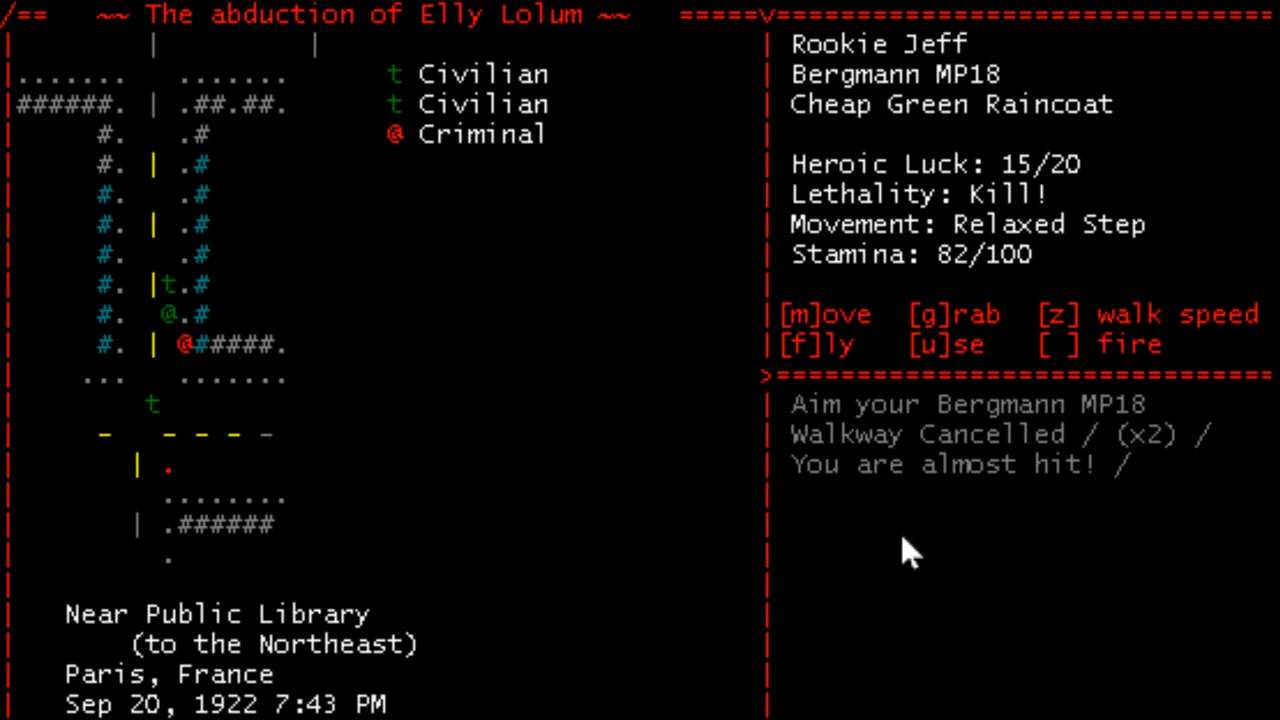 /==   ~~ The abduction of Elly Lolum ~~   =====v===============================
|        |         |
.......   .......
######. | .##.##.
#.   .#
#. | .#
#.   .#
#. | .#
#.   .#
#. |t.#
#.  @.#
#. | @#####.
...   .......
t
- - - - -
| .
........
| .######
.
t Civilian
t Civilian
@ Criminal
Near Public Library
(to the Northeast)
Paris, France
Sep 20, 1922 7:43 PM
Rookie Jeff
Bergmann MP18
Cheap Green Raincoat
Heroic Luck: 15/20
Lethality: Kill!
Movement: Relaxed Step
Stamina: 82/100
[m]ove  [g]rab  [z] walk speed
[f]ly   [u]se   [ ] fire
>===============================
Aim your Bergmann MP18
Walkway Cancelled / (x2) /
You are almost hit! /